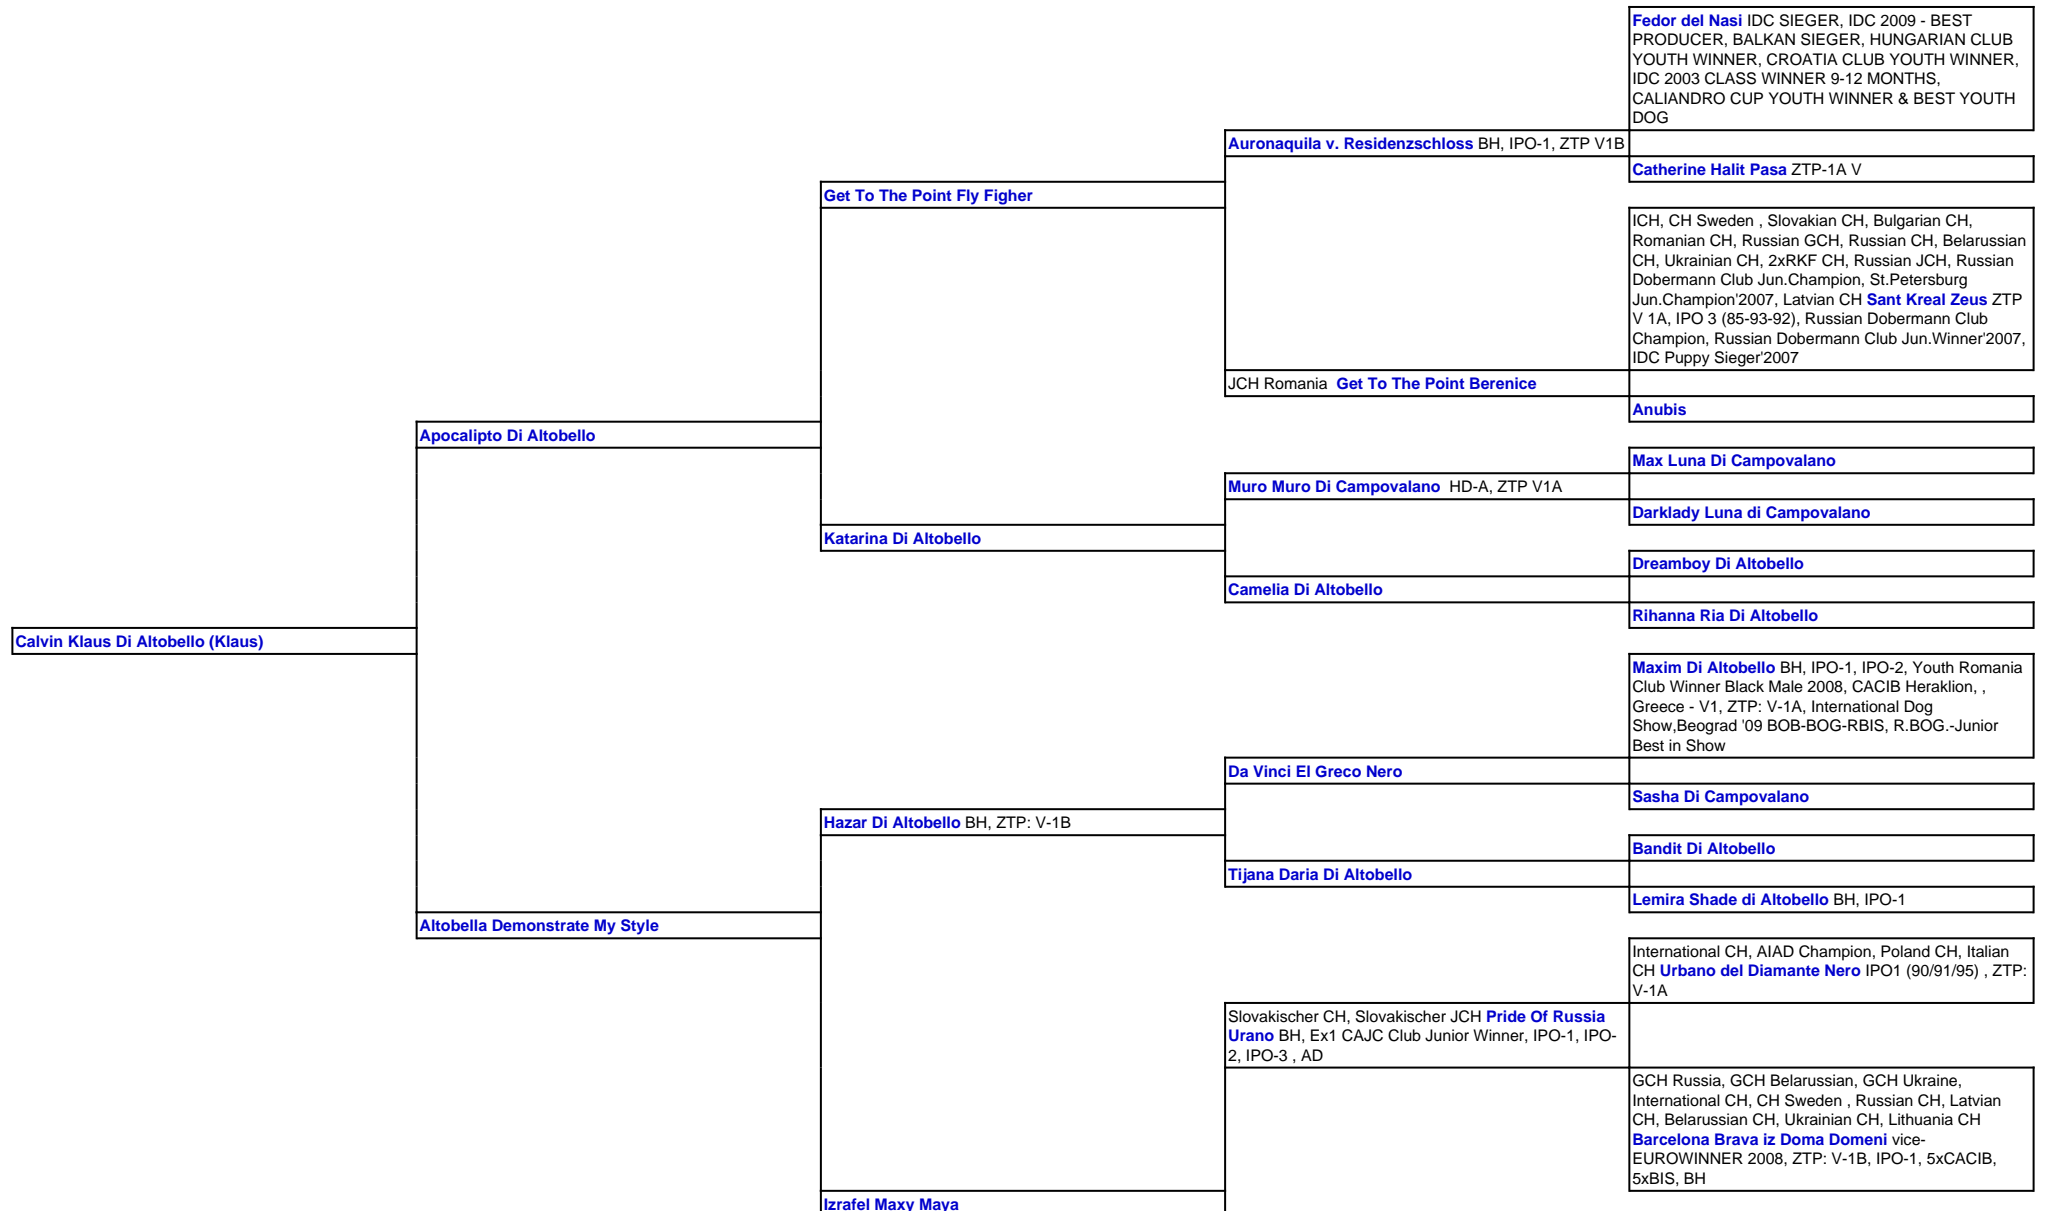 Fedor del Nasi IDC SIEGER, IDC 2009 - BEST
PRODUCER, BALKAN SIEGER, HUNGARIAN CLUB
YOUTH WINNER, CROATIA CLUB YOUTH WINNER,
IDC 2003 CLASS WINNER 9-12 MONTHS,
CALIANDRO CUP YOUTH WINNER & BEST YOUTH
DOG
Auronaquila v. Residenzschloss BH, IPO-1, ZTP V1B
Catherine Halit Pasa ZTP-1A V
Get To The Point Fly Figher
ICH, CH Sweden , Slovakian CH, Bulgarian CH,
Romanian CH, Russian GCH, Russian CH, Belarussian
CH, Ukrainian CH, 2xRKF CH, Russian JCH, Russian
Dobermann Club Jun.Champion, St.Petersburg
Jun.Champion'2007, Latvian CH Sant Kreal Zeus ZTP
V 1A, IPO 3 (85-93-92), Russian Dobermann Club
Champion, Russian Dobermann Club Jun.Winner'2007,
IDC Puppy Sieger'2007
JCH Romania Get To The Point Berenice
Anubis
Apocalipto Di Altobello
Max Luna Di Campovalano
Muro Muro Di Campovalano HD-A, ZTP V1A
Darklady Luna di Campovalano
Katarina Di Altobello
Dreamboy Di Altobello
Camelia Di Altobello
Rihanna Ria Di Altobello
Calvin Klaus Di Altobello (Klaus)
Maxim Di Altobello BH, IPO-1, IPO-2, Youth Romania
Club Winner Black Male 2008, CACIB Heraklion, ,
Greece - V1, ZTP: V-1A, International Dog
Show,Beograd '09 BOB-BOG-RBIS, R.BOG.-Junior
Best in Show
Da Vinci El Greco Nero
Sasha Di Campovalano
Hazar Di Altobello BH, ZTP: V-1B
Bandit Di Altobello
Tijana Daria Di Altobello
Lemira Shade di Altobello BH, IPO-1
Altobella Demonstrate My Style
International CH, AIAD Champion, Poland CH, Italian
CH Urbano del Diamante Nero IPO1 (90/91/95) , ZTP:
V-1A
Slovakischer CH, Slovakischer JCH Pride Of Russia
Urano BH, Ex1 CAJC Club Junior Winner, IPO-1, IPO-
2, IPO-3 , AD
GCH Russia, GCH Belarussian, GCH Ukraine,
International CH, CH Sweden , Russian CH, Latvian
CH, Belarussian CH, Ukrainian CH, Lithuania CH
Barcelona Brava iz Doma Domeni vice-
EUROWINNER 2008, ZTP: V-1B, IPO-1, 5xCACIB,
5xBIS, BH
Izrafel Maxy Maya